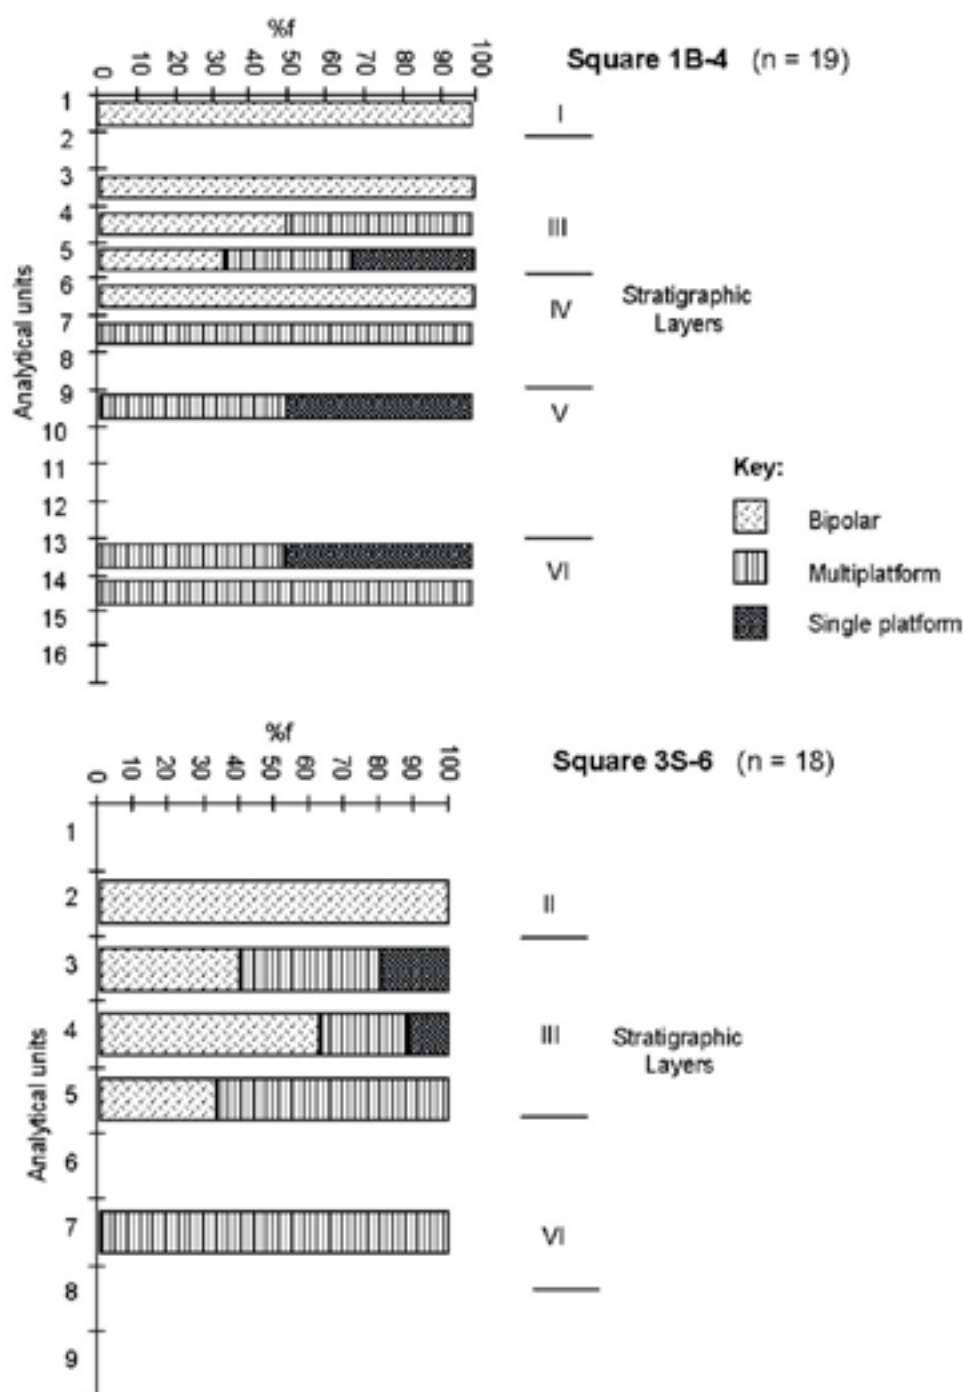 %f
0 10 20 30 40 50 60 70 80 90 100
Square 1B-4 (n = 19)
1
I
2
3
4
III
5
6
Stratigraphic
Layers
IV
7
8
9
V
10
11
12
13
VI
14
15
16
Analytical units
Key:
Bipolar
Multiplatform
Single platform
%f
0 10 20 30 40 50 60 70 80 90 100
Square 3S-6 (n = 18)
1
2
II
3
4
III
Stratigraphic
Layers
5
6
7
VI
8
9
Analytical units